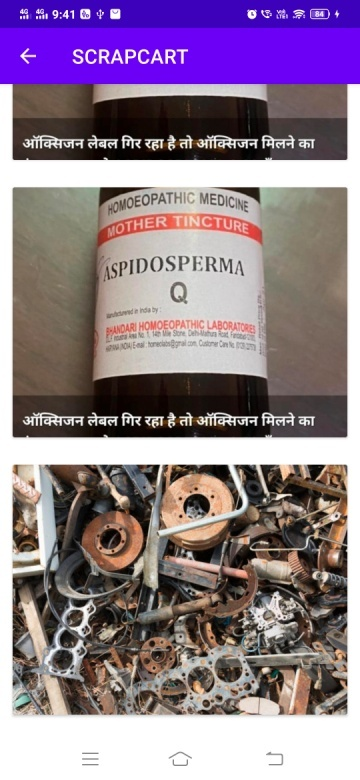 9:41
84
SCRAPCART
ऑक्सिजन लेबल गिर रहा है तो ऑक्सिजन मिलने का
HOMOEOPATHIC MEDICINE
MOTHER TINCTURE
ASPIDOSPERMA
Q
Manufactured in India by :
BHANDARI HOMOEOPATHIC LABORATORIES
ऑक्सिजन लेबल गिर रहा है तो ऑक्सिजन मिलने का